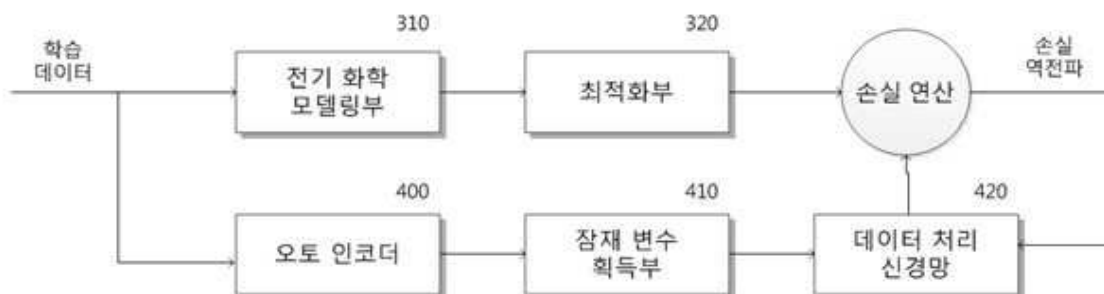 310
320
학습
데이터
전기 화학
모델링부
최적화부
손실 연산
손실
역전파
400
410
420
오토 인코더
잠재 변수
획득부
데이터 처리
신경망